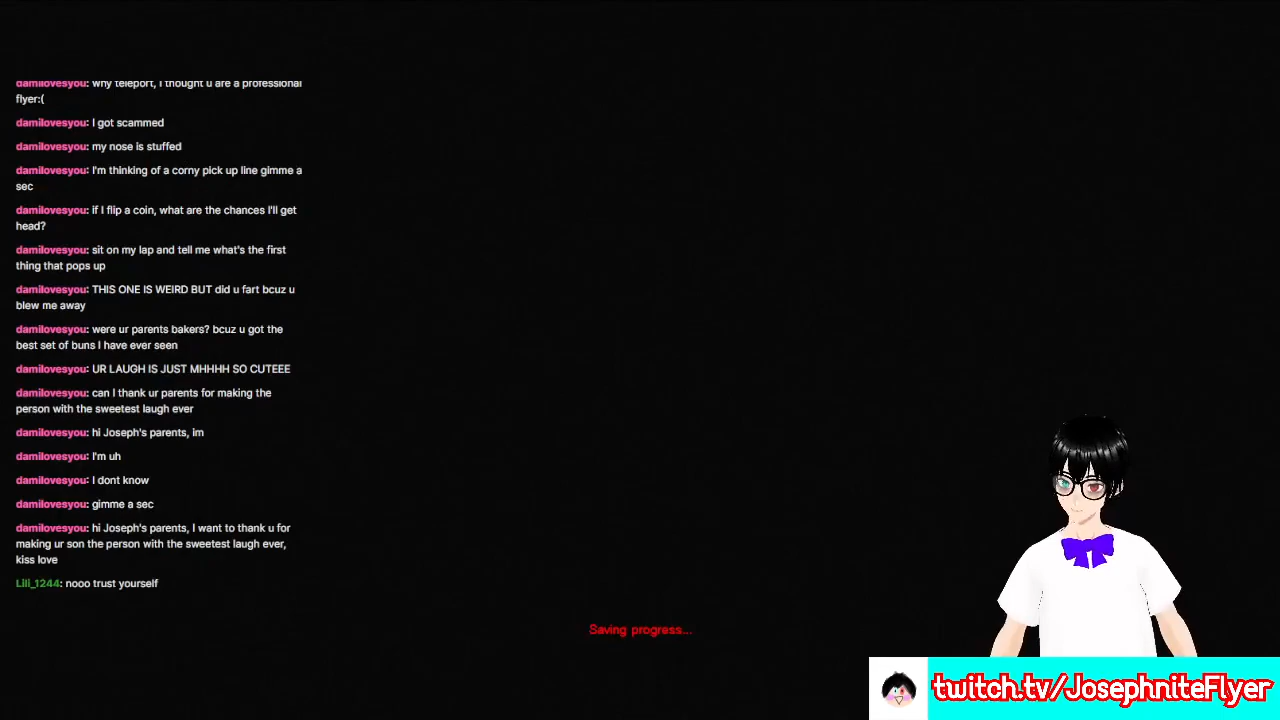 damilovesyou: why teleport, i thought u are a professional
flyer:(
damilovesyou: I got scammed
damilovesyou: my nose is stuffed
damilovesyou: I'm thinking of a corny pick up line gimme a
sec
damilovesyou: if I flip a coin, what are the chances I'll get
head?
damilovesyou: sit on my lap and tell me what's the first
thing that pops up
damilovesyou: THIS ONE IS WEIRD BUT did u fart bcuz u
blew me away
damilovesyou: were ur parents bakers? bcuz u got the
best set of buns I have ever seen
damilovesyou: UR LAUGH IS JUST MHHHH SO CUTEEE
damilovesyou: can I thank ur parents for making the
person with the sweetest laugh ever
damilovesyou: hi Joseph's parents, im
damilovesyou: I'm uh
damilovesyou: I dont know
damilovesyou: gimme a sec
damilovesyou: hi Joseph's parents, I want to thank u for
making ur son the person with the sweetest laugh ever,
kiss love
Lili_1244: nooo trust yourself
Saving progress...
twitch.tv/JosephniteFlyer